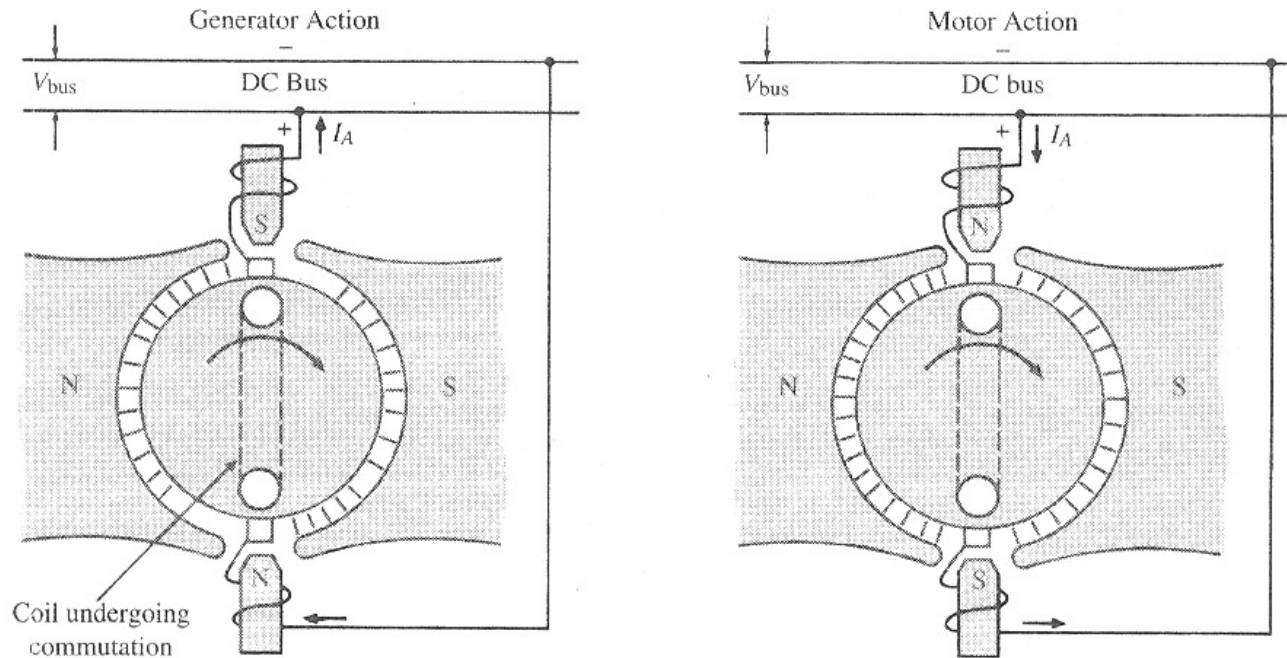 Generator Action
−
V_bus
DC Bus
+
I_A
S
N
S
N
Coil undergoing
commutation
Motor Action
−
V_bus
DC bus
+
I_A
N
N
S
S